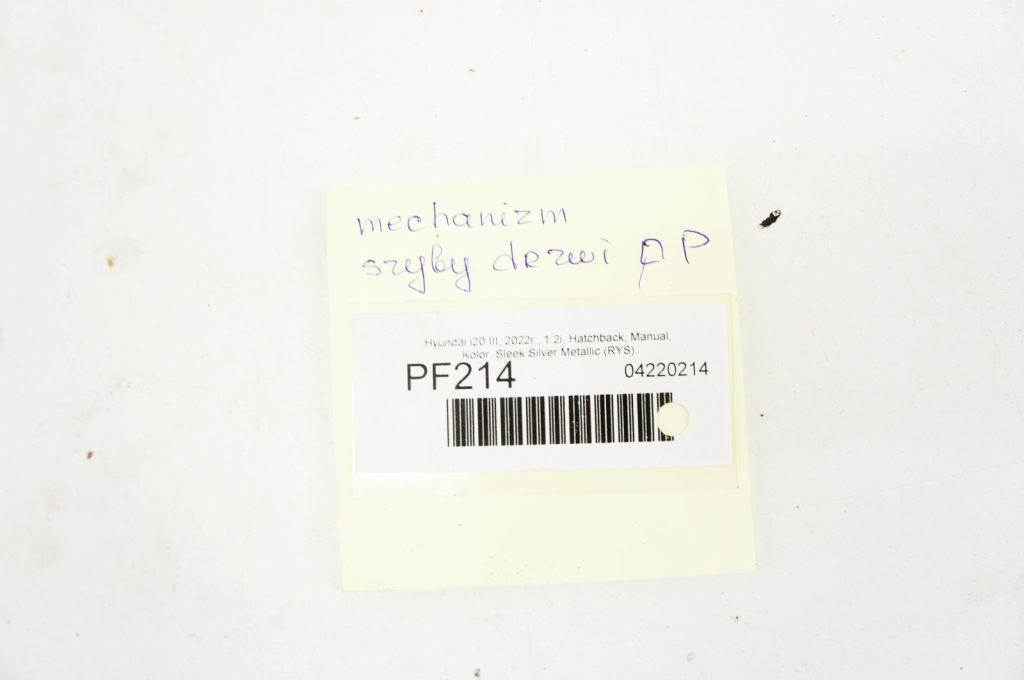 mechanizm
szyby drzwi PP
Hyundai i20 III, 2022r., 1.2i, Hatchback, Manual,
Kolor: Sleek Silver Metallic (RYS)
PF214
04220214